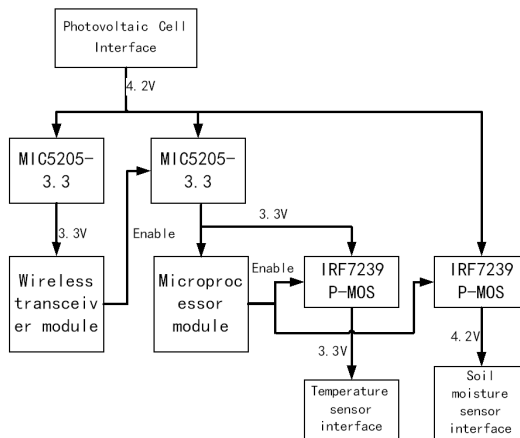 Photovoltaic Cell
Interface
4.2V
MIC5205-
3.3
MIC5205-
3.3
3.3V
3.3V
Enable
Wireless
transceiv
er module
Microproc
essor
module
Enable
IRF7239
P-MOS
IRF7239
P-MOS
3.3V
4.2V
Temperature
sensor
interface
Soil
moisture
sensor
interface